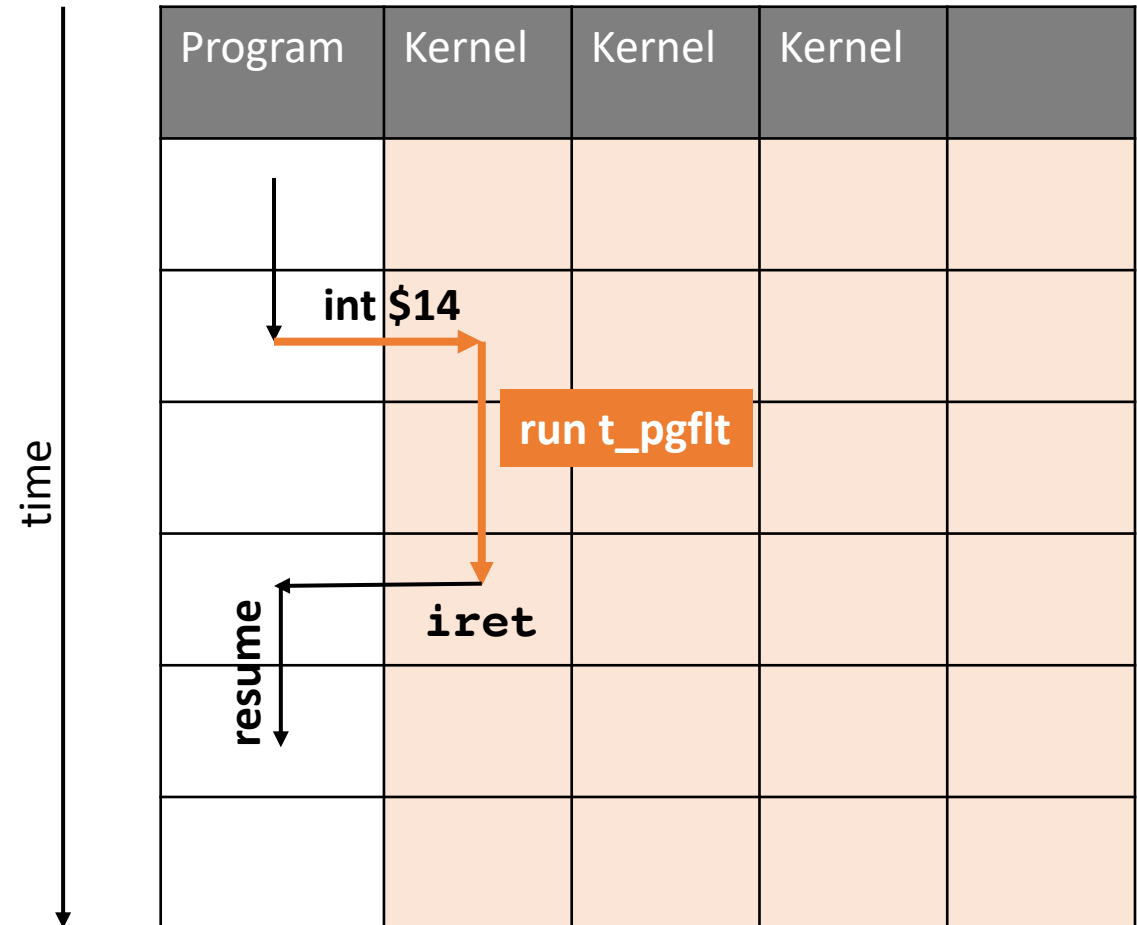 Program
Kernel
Kernel
Kernel
int $14
run t_pgflt
time
iret
resume